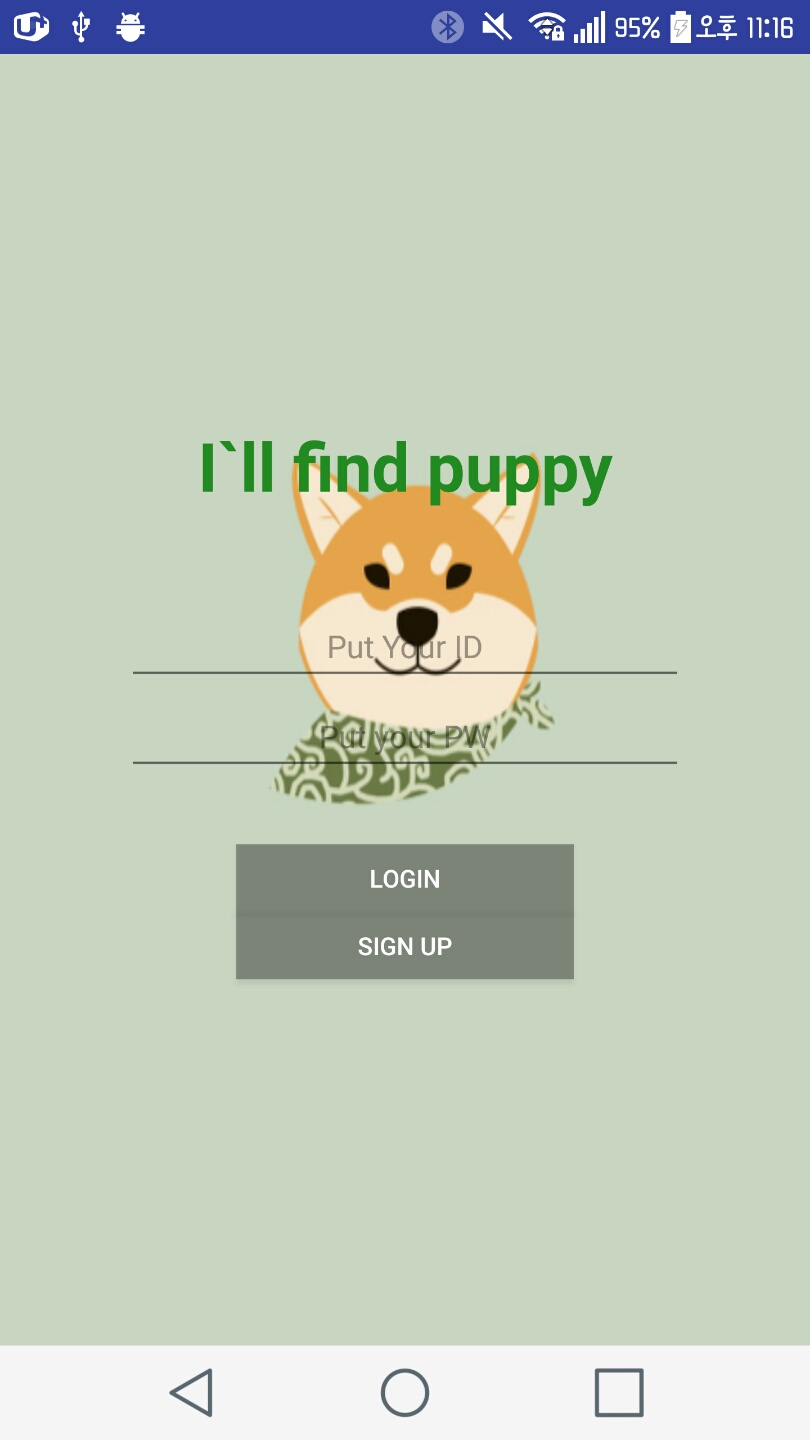 95% 오후 11:16
I`ll find puppy
Put Your ID
Put your PW
LOGIN
SIGN UP